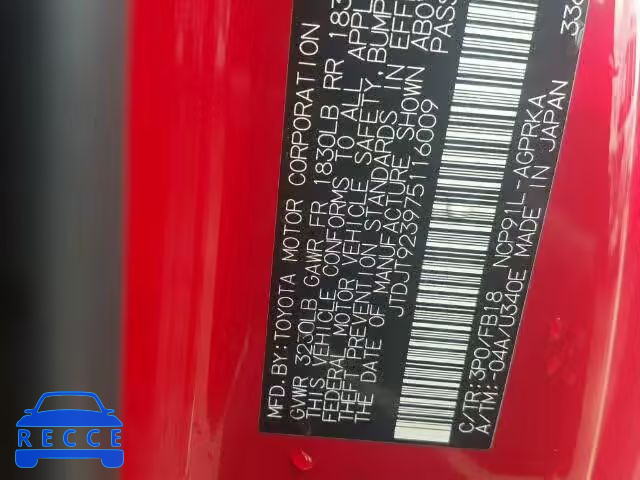 MFD.BY:TOYOTA MOTOR CORPORATION
GVWR 3230LB GAWR FR 1830LB RR 183
THIS VEHICLE CONFORMS TO ALL APPL
FEDERAL MOTOR VEHICLE SAFETY, BUMP
THEFT PREVENTION STANDARDS IN EFF
THE DATE OF MANUFACTURE SHOWN ABO
JTDJT923975116009 PASS
C/TR:3P0/FB18 NCP91L-AGPRKA 336
A/TM:-04A/U340E MADE IN JAPAN
RECCE